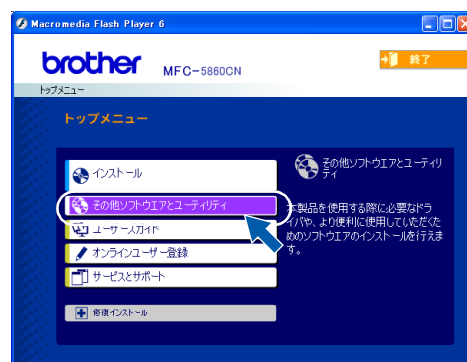 Macromedia Flash Player 6
brother MFC-5860CN
終了
トップメニュー
トップメニュー
インストール
その他ソフトウエアとユーティリティ
ユーザーズガイド
オンラインユーザー登録
サービスとサポート
修復インストール
その他ソフトウエアとユーティリ
ティ
本製品を使用する際に必要なドラ
イバや、より便利に使用していただくた
めのソフトウエアのインストールを行えま
す。